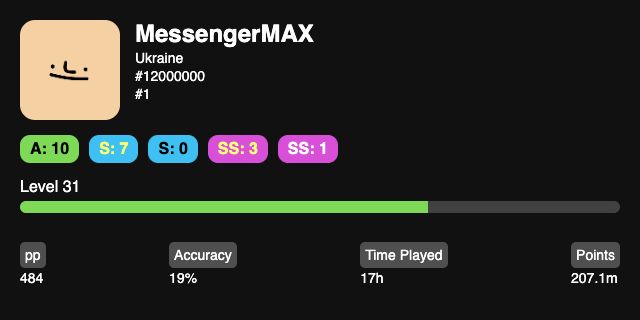 MessengerMAX
Ukraine
#12000000
#1
A: 10 S: 7 S: 0 SS: 3 SS: 1
Level 31
pp Accuracy Time Played Points
484 19% 17h 207.1m